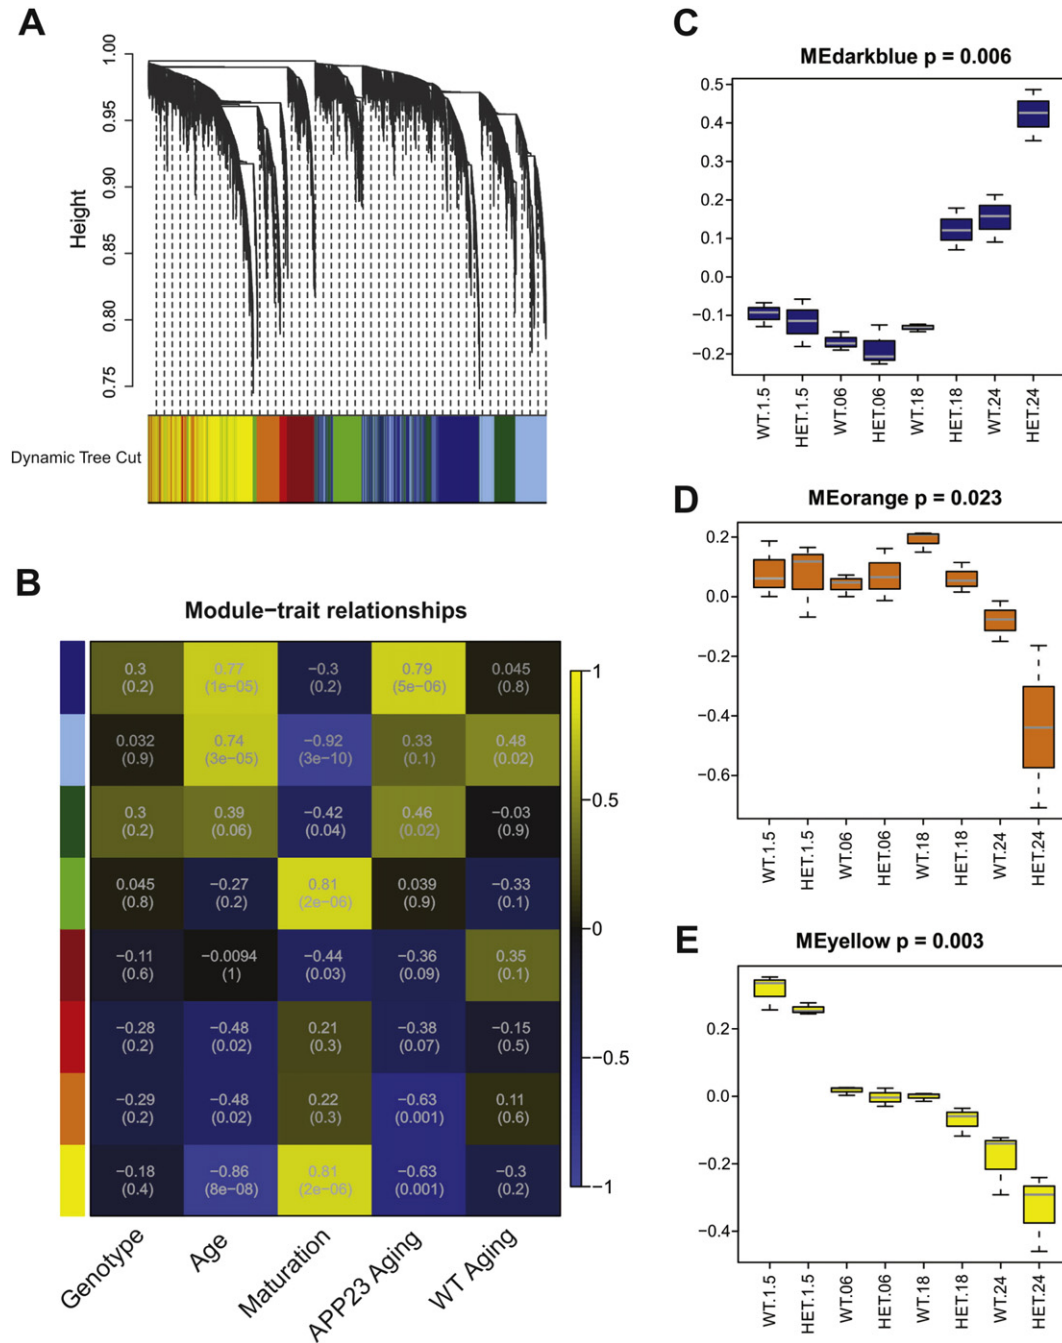 A
1.00
0.95
0.90
0.85
0.80
0.75
Height
Dynamic Tree Cut
B
Module−trait relationships
0.3 0.77 −0.3 0.79 0.045
(0.2) (1e−05) (0.2) (5e−06) (0.8)
0.032 0.74 −0.92 0.33 0.48
(0.9) (3e−05) (3e−10) (0.1) (0.02)
0.3 0.39 −0.42 0.46 −0.03
(0.2) (0.06) (0.04) (0.02) (0.9)
0.045 −0.27 0.81 0.039 −0.33
(0.8) (0.2) (2e−06) (0.9) (0.1)
−0.11 −0.0094 −0.44 −0.36 0.35
(0.6) (1) (0.03) (0.09) (0.1)
−0.28 −0.48 0.21 −0.38 −0.15
(0.2) (0.02) (0.3) (0.07) (0.5)
−0.29 −0.48 0.22 −0.63 0.11
(0.2) (0.02) (0.3) (0.001) (0.6)
−0.18 −0.86 0.81 −0.63 −0.3
(0.4) (8e−08) (2e−06) (0.001) (0.2)
Genotype Age Maturation APP23 Aging WT Aging
1
0.5
0
−0.5
−1
C
MEdarkblue p = 0.006
0.5
0.4
0.3
0.2
0.1
0.0
−0.1
−0.2
WT.1.5 HET.1.5 WT.06 HET.06 WT.18 HET.18 WT.24 HET.24
D
MEorange p = 0.023
0.2
0.0
−0.2
−0.4
−0.6
WT.1.5 HET.1.5 WT.06 HET.06 WT.18 HET.18 WT.24 HET.24
E
MEyellow p = 0.003
0.2
0.0
−0.2
−0.4
WT.1.5 HET.1.5 WT.06 HET.06 WT.18 HET.18 WT.24 HET.24